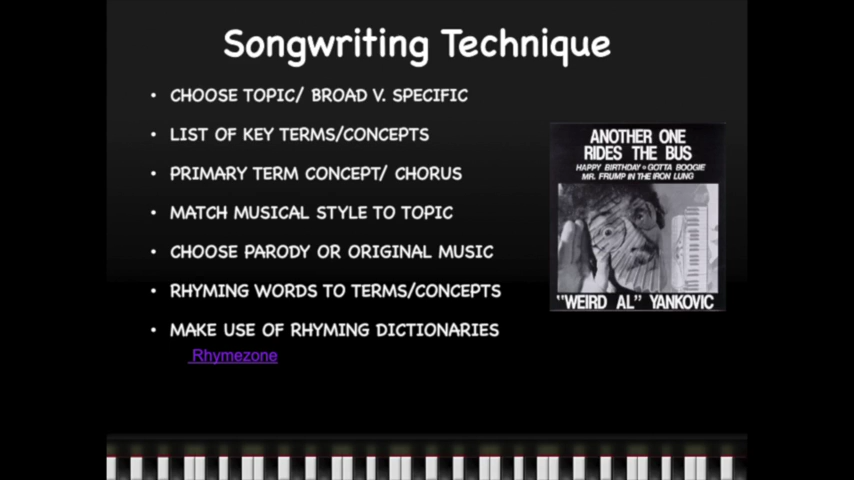 Songwriting Technique
• CHOOSE TOPIC/ BROAD V. SPECIFIC
• LIST OF KEY TERMS/CONCEPTS
• PRIMARY TERM CONCEPT/ CHORUS
• MATCH MUSICAL STYLE TO TOPIC
• CHOOSE PARODY OR ORIGINAL MUSIC
• RHYMING WORDS TO TERMS/CONCEPTS
• MAKE USE OF RHYMING DICTIONARIES
Rhymezone
ANOTHER ONE
RIDES THE BUS
HAPPY BIRTHDAY • GOTTA BOOGIE
MR. FRUMP IN THE IRON LUNG
"WEIRD AL" YANKOVIC